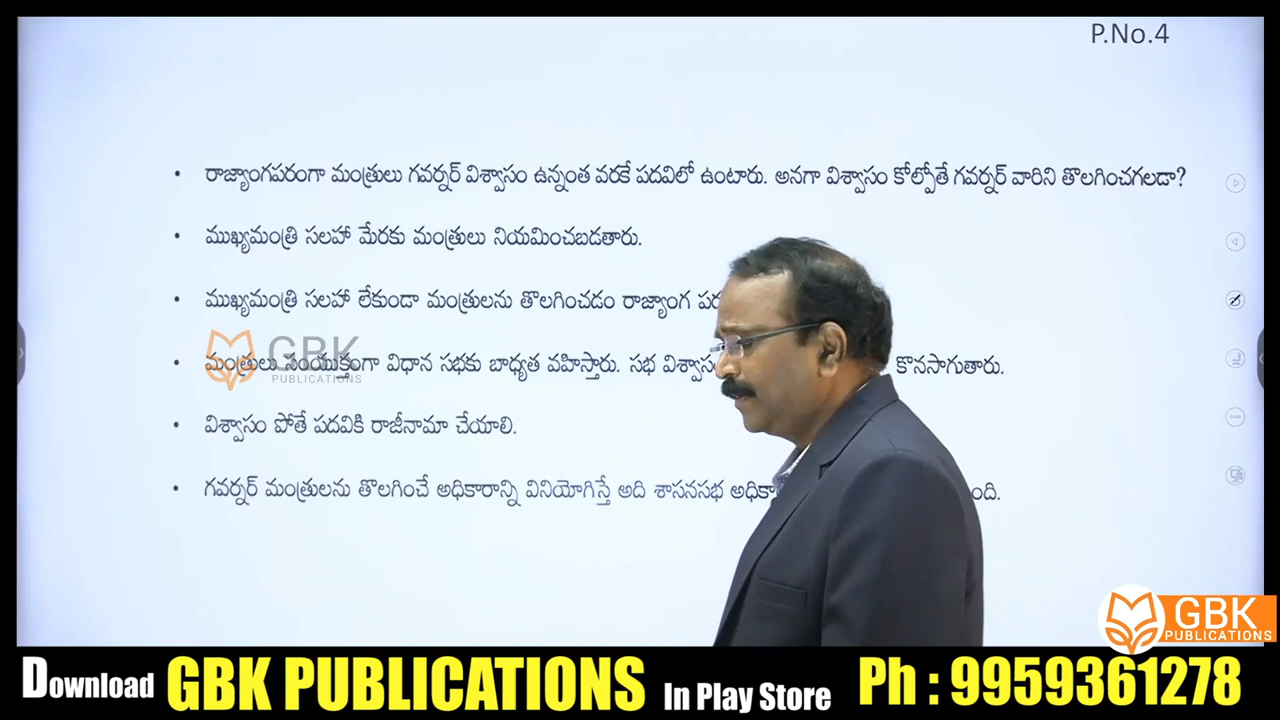 P.No.4
• రాజ్యాంగపరంగా మంత్రులు గవర్నర్ విశ్వాసం ఉన్నంత వరకే పదవిలో ఉంటారు. అనగా విశ్వాసం కోల్పోతే గవర్నర్ వారిని తొలగించగలడా?
• ముఖ్యమంత్రి సలహా మేరకు మంత్రులు నియమించబడతారు.
• ముఖ్యమంత్రి సలహా లేకుండా మంత్రులను తొలగించడం రాజ్యాంగ
• మంత్రులు సంయుక్తంగా విధాన సభకు బాధ్యత వహిస్తారు. సభ కొనసాగుతారు.
• విశ్వాసం పోతే పదవికి రాజీనామా చేయాలి.
• గవర్నర్ మంత్రులను తొలగించే అధికారాన్ని వినియోగిస్తే అది శాసనసభ
GBK
PUBLICATIONS
GBK
PUBLICATIONS
Download GBK PUBLICATIONS In Play Store Ph : 9959361278